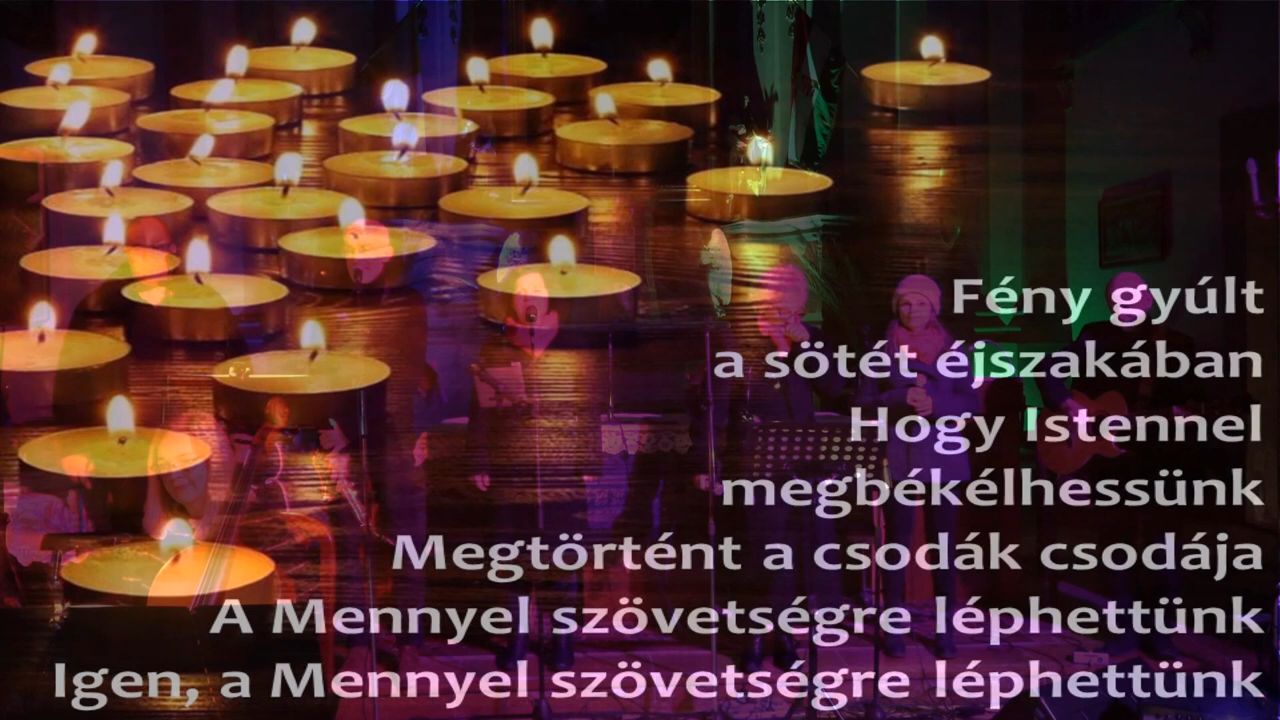 Fény gyúlt
a sötét éjszakában
Hogy Istennel
megbékélhessünk
Megtörtént a csodák csodája
A Mennyel szövetségre léphettünk
Igen, a Mennyel szövetségre léphettünk